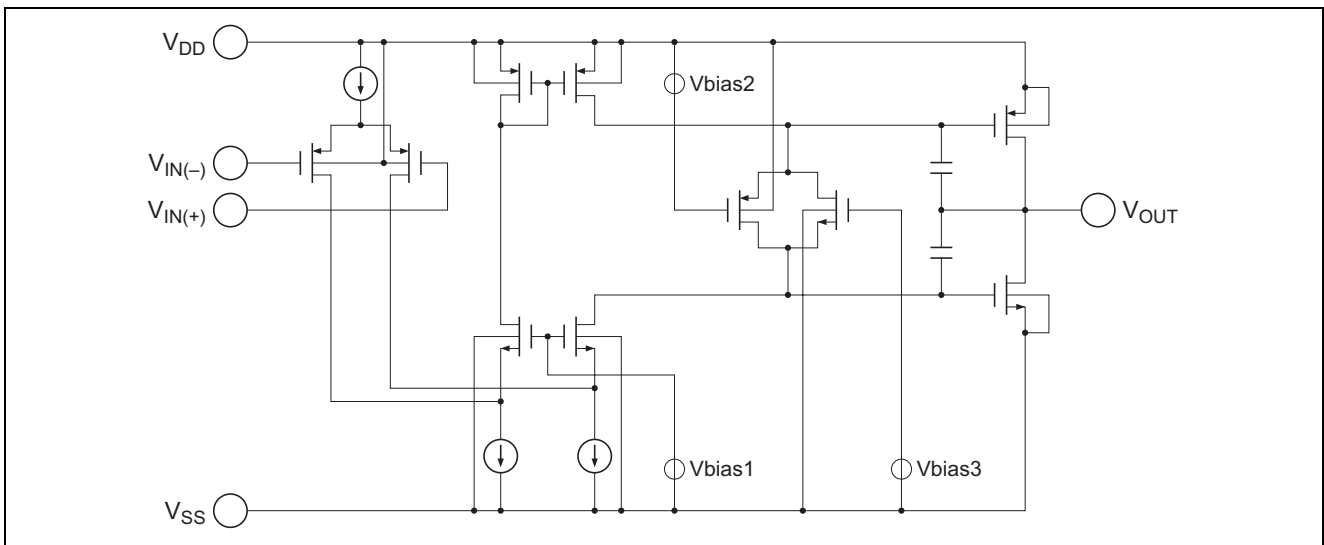 VDD
Vbias2
VIN(–)
VIN(+)
VOUT
Vbias1
Vbias3
VSS